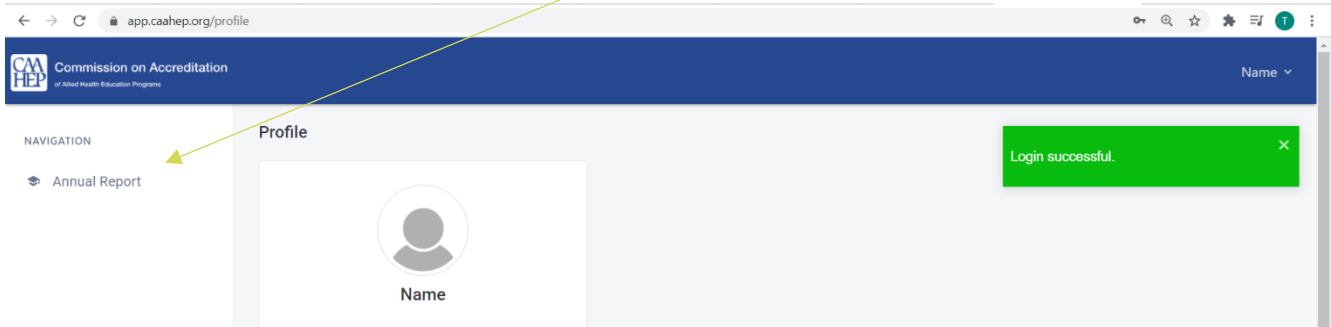 app.caahep.org/profile
T
CAA
HEP
Commission on Accreditation
of Allied Health Education Programs
Name
NAVIGATION
Annual Report
Profile
Login successful.
Name